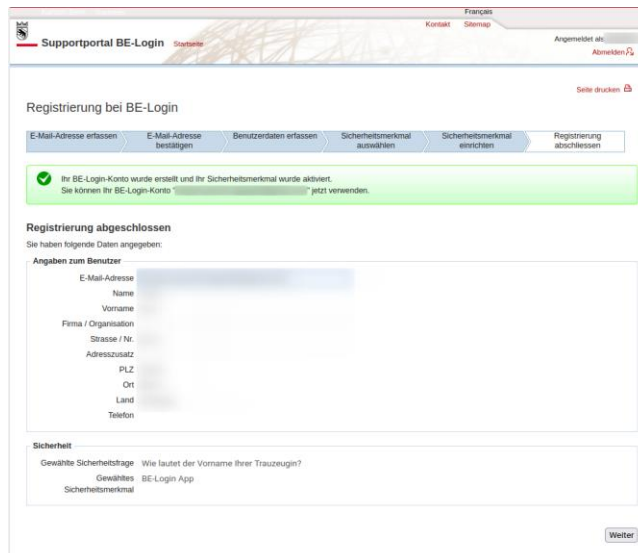 Français
Kontakt Sitemap
Supportportal BE-Login Startseite
Angemeldet als
Abmelden
Seite drucken
Registrierung bei BE-Login
E-Mail-Adresse erfassen
E-Mail-Adresse
bestätigen
Benutzerdaten erfassen
Sicherheitsmerkmal
auswählen
Sicherheitsmerkmal
einrichten
Registrierung
abschliessen
Ihr BE-Login-Konto wurde erstellt und Ihr Sicherheitsmerkmal wurde aktiviert.
Sie können Ihr BE-Login-Konto " " jetzt verwenden.
Registrierung abgeschlossen
Sie haben folgende Daten angegeben:
Angaben zum Benutzer
E-Mail-Adresse
Name
Vorname
Firma / Organisation
Strasse / Nr.
Adresszusatz
PLZ
Ort
Land
Telefon
Sicherheit
Gewählte Sicherheitsfrage Wie lautet der Vorname Ihrer Trauzeugin?
Gewähltes BE-Login App
Sicherheitsmerkmal
Weiter